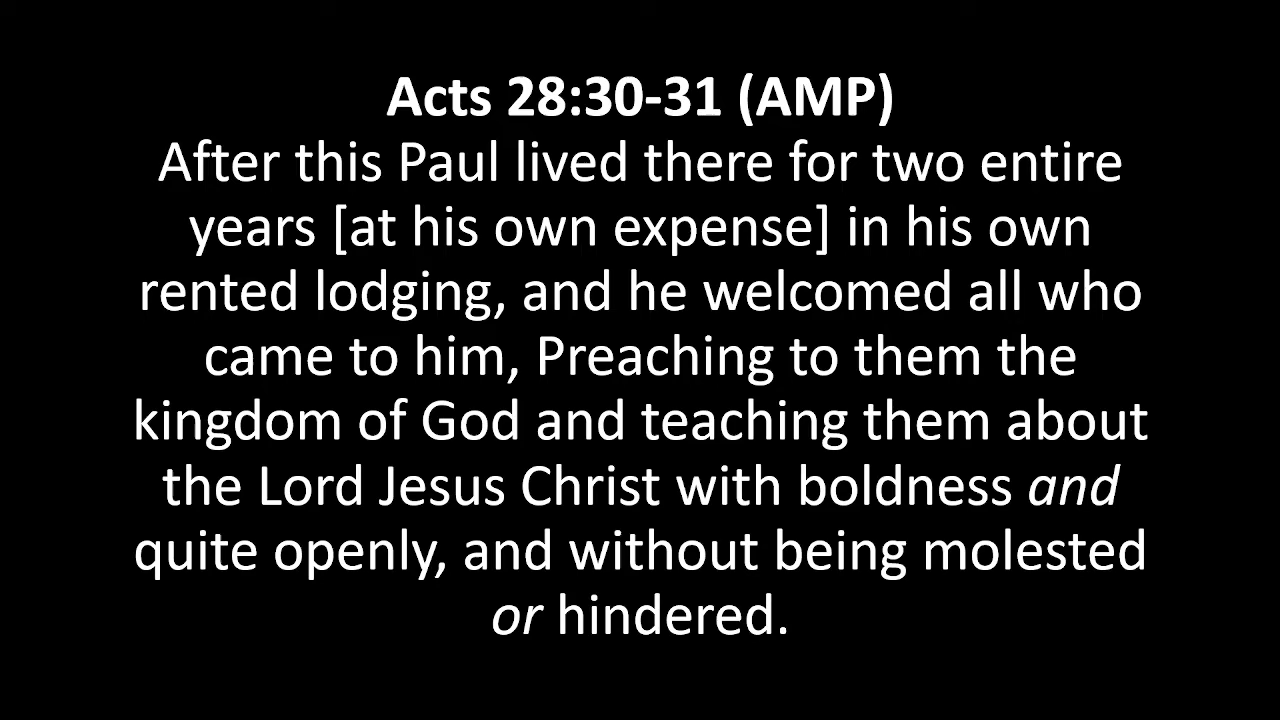 Acts 28:30-31 (AMP)
After this Paul lived there for two entire
years [at his own expense] in his own
rented lodging, and he welcomed all who
came to him, Preaching to them the
kingdom of God and teaching them about
the Lord Jesus Christ with boldness and
quite openly, and without being molested
or hindered.